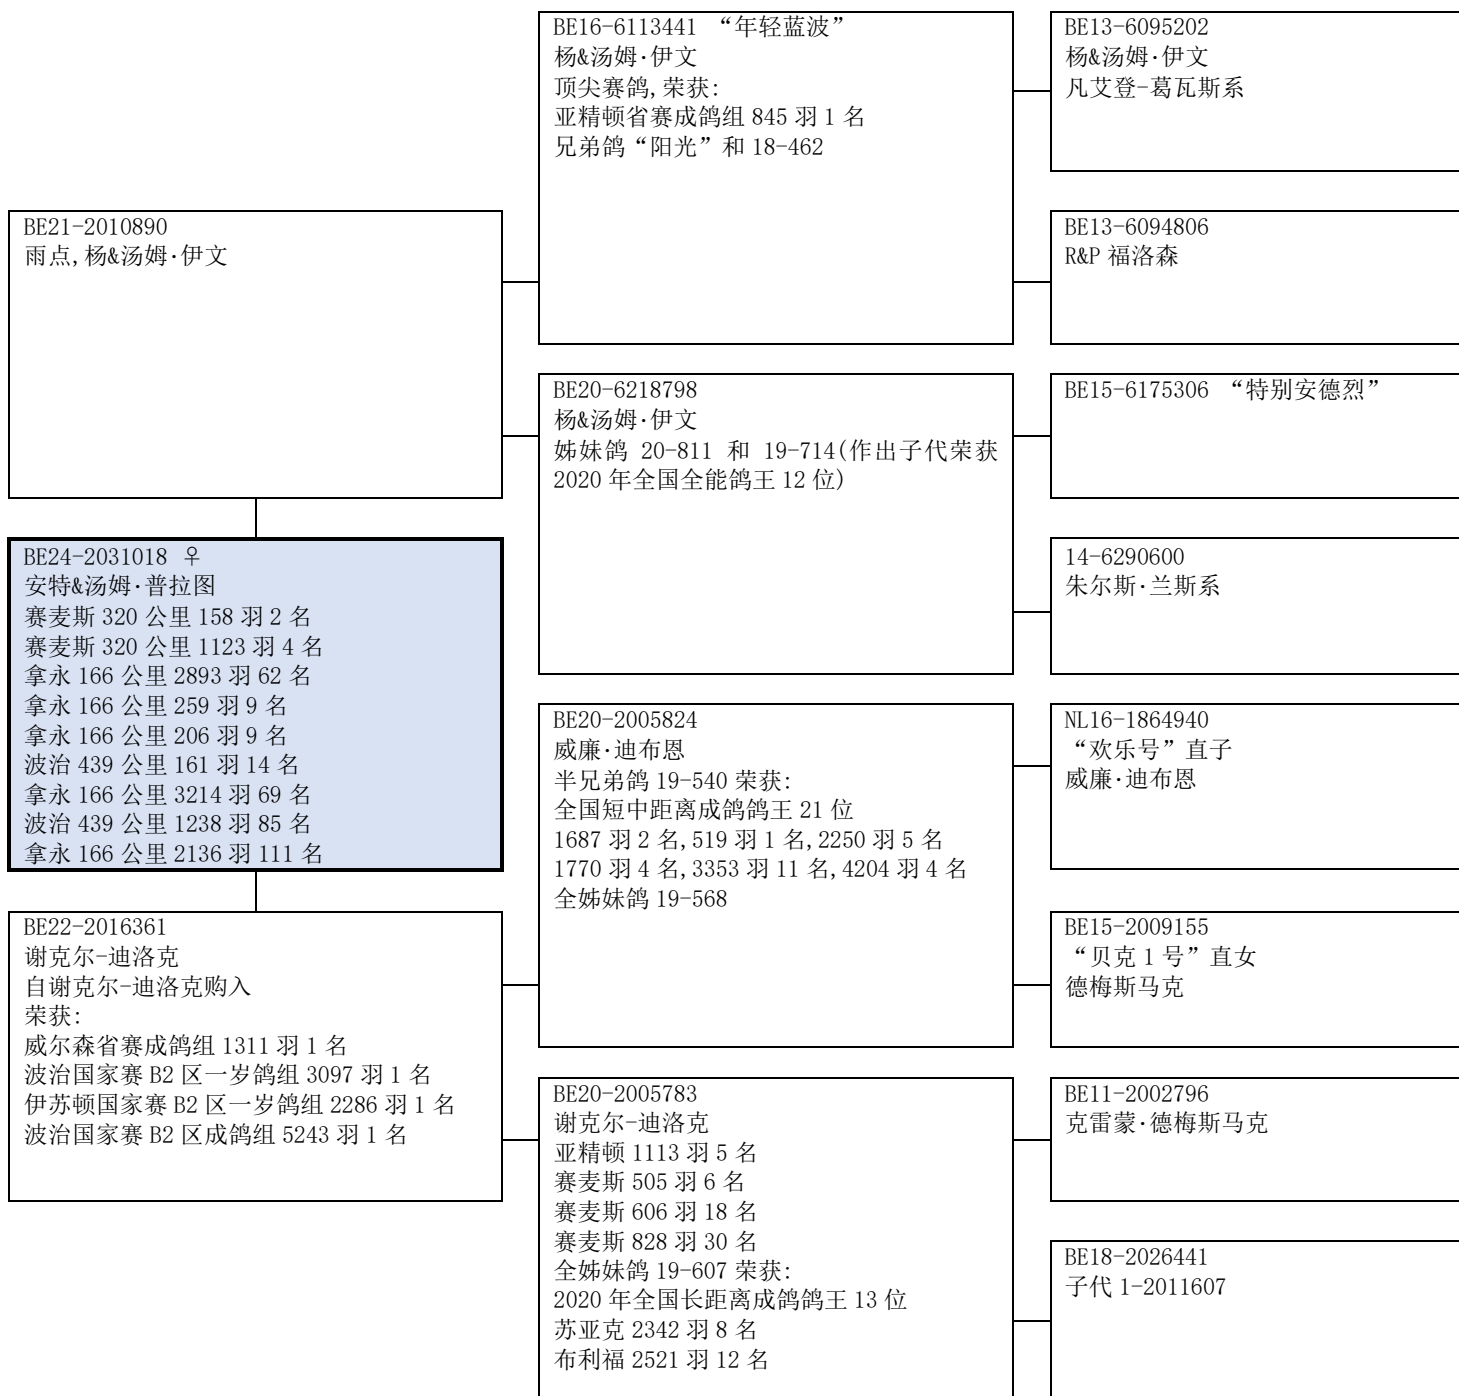 BE16-6113441 “年轻蓝波”
杨&汤姆·伊文
顶尖赛鸽,荣获:
亚精顿省赛成鸽组 845 羽 1 名
兄弟鸽“阳光”和 18-462
BE13-6095202
杨&汤姆·伊文
凡艾登-葛瓦斯系
BE21-2010890
雨点,杨&汤姆·伊文
BE13-6094806
R&P 福洛森
BE20-6218798
杨&汤姆·伊文
姊妹鸽 20-811 和 19-714(作出子代荣获
2020 年全国全能鸽王 12 位)
BE15-6175306 “特别安德烈”
BE24-2031018 ♀
安特&汤姆·普拉图
赛麦斯 320 公里 158 羽 2 名
赛麦斯 320 公里 1123 羽 4 名
拿永 166 公里 2893 羽 62 名
拿永 166 公里 259 羽 9 名
拿永 166 公里 206 羽 9 名
波治 439 公里 161 羽 14 名
拿永 166 公里 3214 羽 69 名
波治 439 公里 1238 羽 85 名
拿永 166 公里 2136 羽 111 名
14-6290600
朱尔斯·兰斯系
BE20-2005824
威廉·迪布恩
半兄弟鸽 19-540 荣获:
全国短中距离成鸽鸽王 21 位
1687 羽 2 名,519 羽 1 名,2250 羽 5 名
1770 羽 4 名,3353 羽 11 名,4204 羽 4 名
全姊妹鸽 19-568
NL16-1864940
“欢乐号”直子
威廉·迪布恩
BE22-2016361
谢克尔-迪洛克
自谢克尔-迪洛克购入
荣获:
威尔森省赛成鸽组 1311 羽 1 名
波治国家赛 B2 区一岁鸽组 3097 羽 1 名
伊苏顿国家赛 B2 区一岁鸽组 2286 羽 1 名
波治国家赛 B2 区成鸽组 5243 羽 1 名
BE15-2009155
“贝克 1 号”直女
德梅斯马克
BE20-2005783
谢克尔-迪洛克
亚精顿 1113 羽 5 名
赛麦斯 505 羽 6 名
赛麦斯 606 羽 18 名
赛麦斯 828 羽 30 名
全姊妹鸽 19-607 荣获:
2020 年全国长距离成鸽鸽王 13 位
苏亚克 2342 羽 8 名
布利福 2521 羽 12 名
BE11-2002796
克雷蒙·德梅斯马克
BE18-2026441
子代 1-2011607